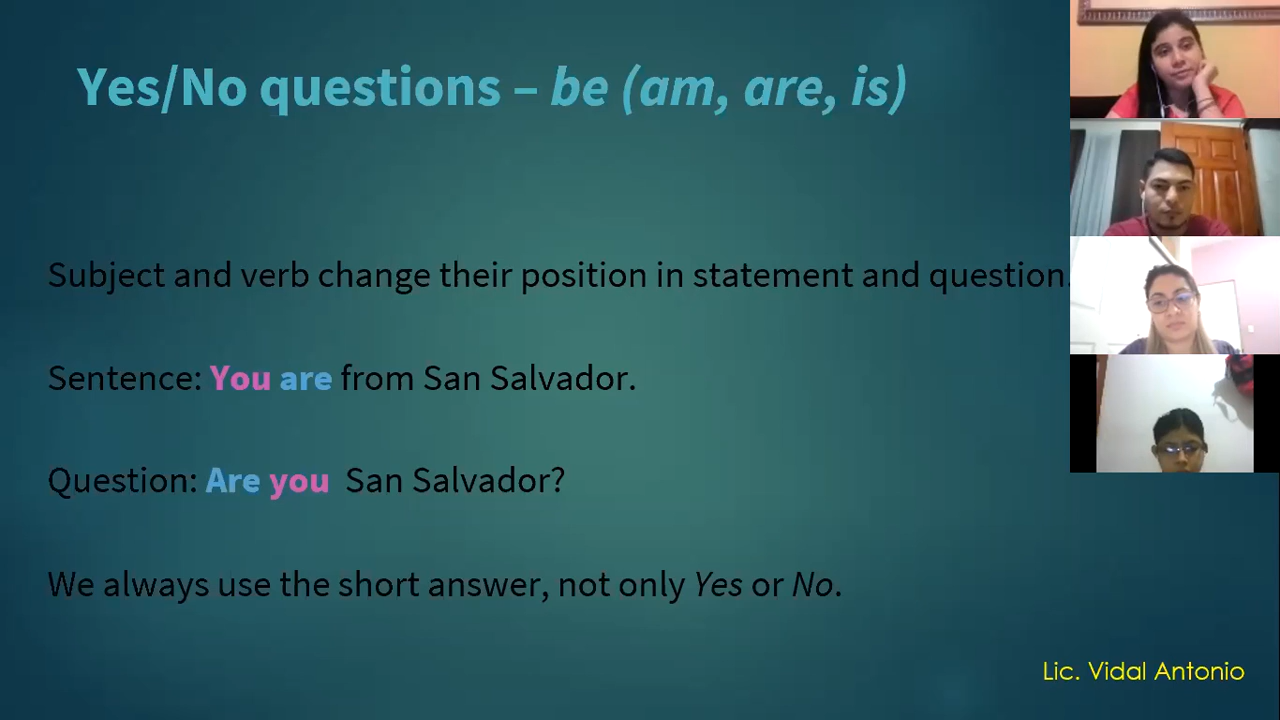 Yes/No questions – be (am, are, is)
Subject and verb change their position in statement and question.
Sentence: You are from San Salvador.
Question: Are you San Salvador?
We always use the short answer, not only Yes or No.
Lic. Vidal Antonio